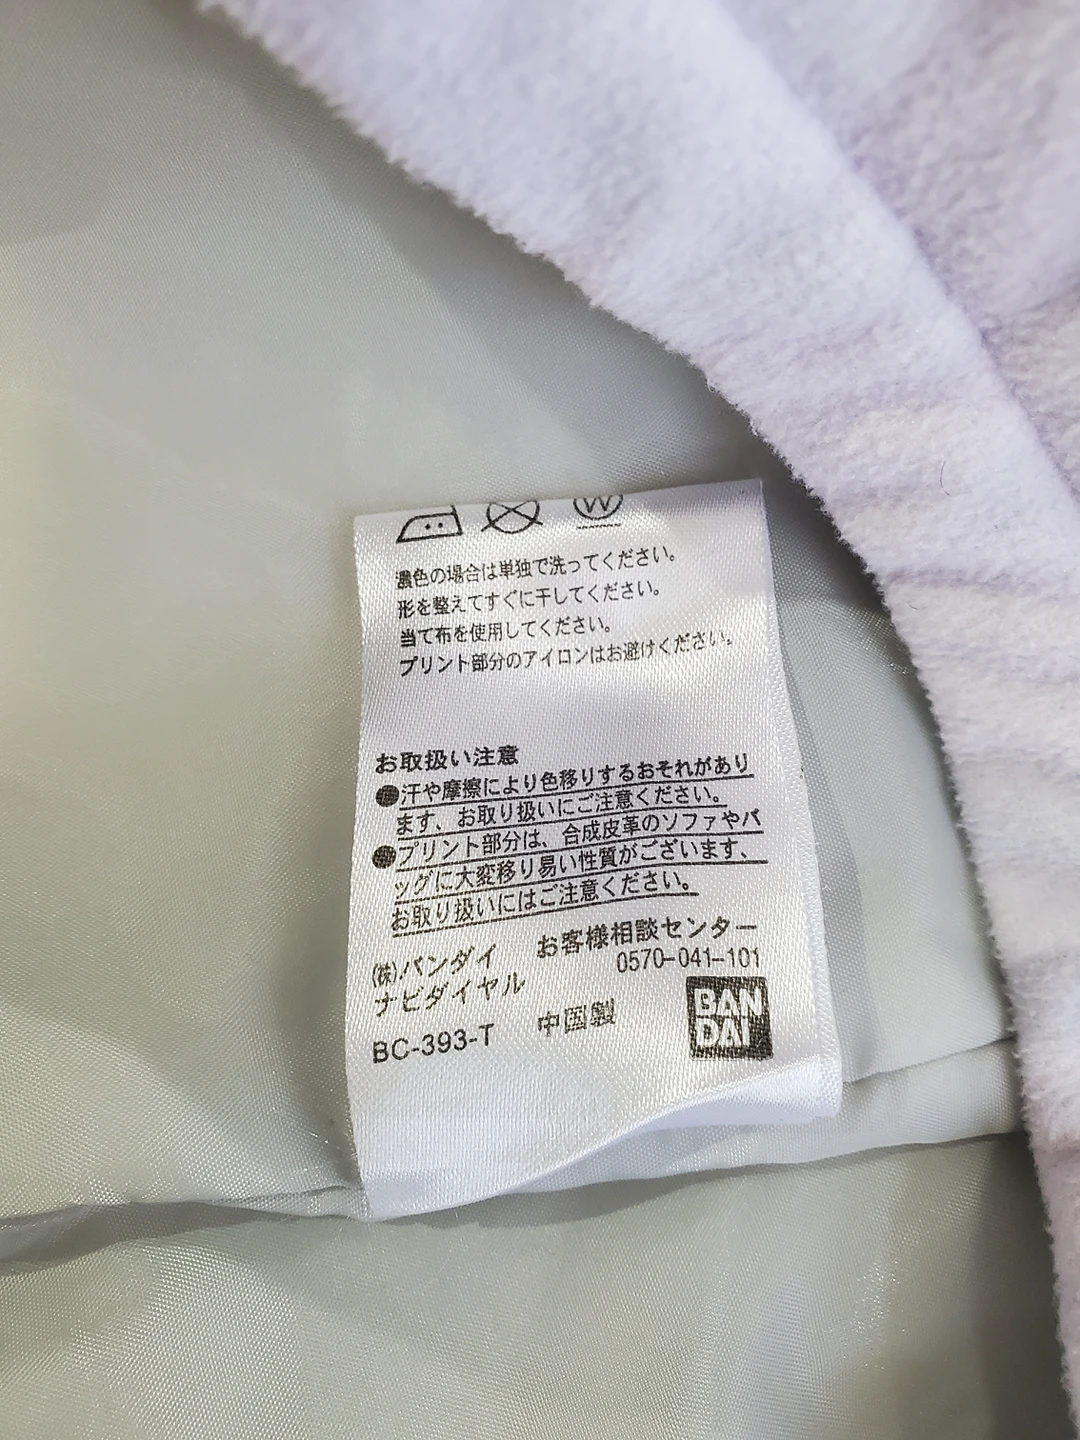 W
濃色の場合は単独で洗ってください。
形を整えてすぐに干してください。
当て布を使用してください。
プリント部分のアイロンはお避けください。
お取扱い注意
●汗や摩擦により色移りするおそれがあり
ます、お取り扱いにご注意ください。
●プリント部分は、合成皮革のソファやバ
ッグに大変移り易い性質がございます、
お取り扱いにはご注意ください。
(株)バンダイ お客様相談センター
ナビダイヤル 0570-041-101
BC-393-T 中国製
BAN
DAI